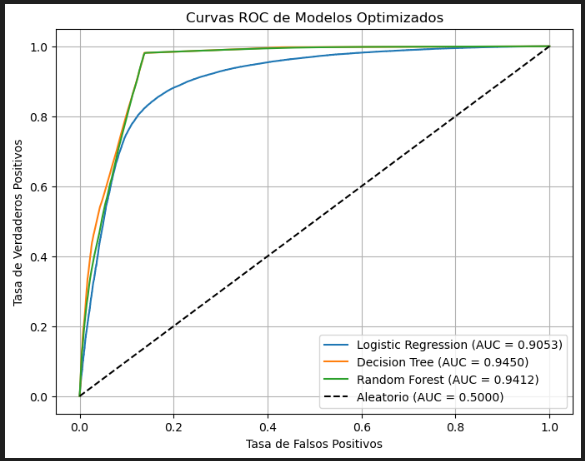 Curvas ROC de Modelos Optimizados
Tasa de Verdaderos Positivos
1.0
0.8
0.6
0.4
0.2
0.0
Logistic Regression (AUC = 0.9053)
Decision Tree (AUC = 0.9450)
Random Forest (AUC = 0.9412)
Aleatorio (AUC = 0.5000)
0.0 0.2 0.4 0.6 0.8 1.0
Tasa de Falsos Positivos